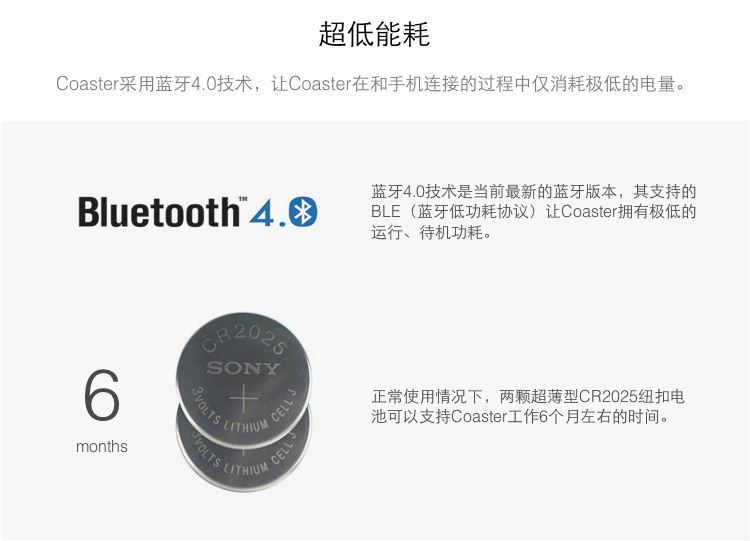 超低能耗
Coaster采用蓝牙4.0技术，让Coaster在和手机连接的过程中仅消耗极低的电量。
Bluetooth™ 4.0
蓝牙4.0技术是当前最新的蓝牙版本，其支持的
BLE（蓝牙低功耗协议）让Coaster拥有极低的
运行、待机功耗。
6
months
CR2025
SONY
+
3VOLTS LITHIUM CELL J
3VOLTS LITHIUM CELL J
正常使用情况下，两颗超薄型CR2025纽扣电
池可以支持Coaster工作6个月左右的时间。